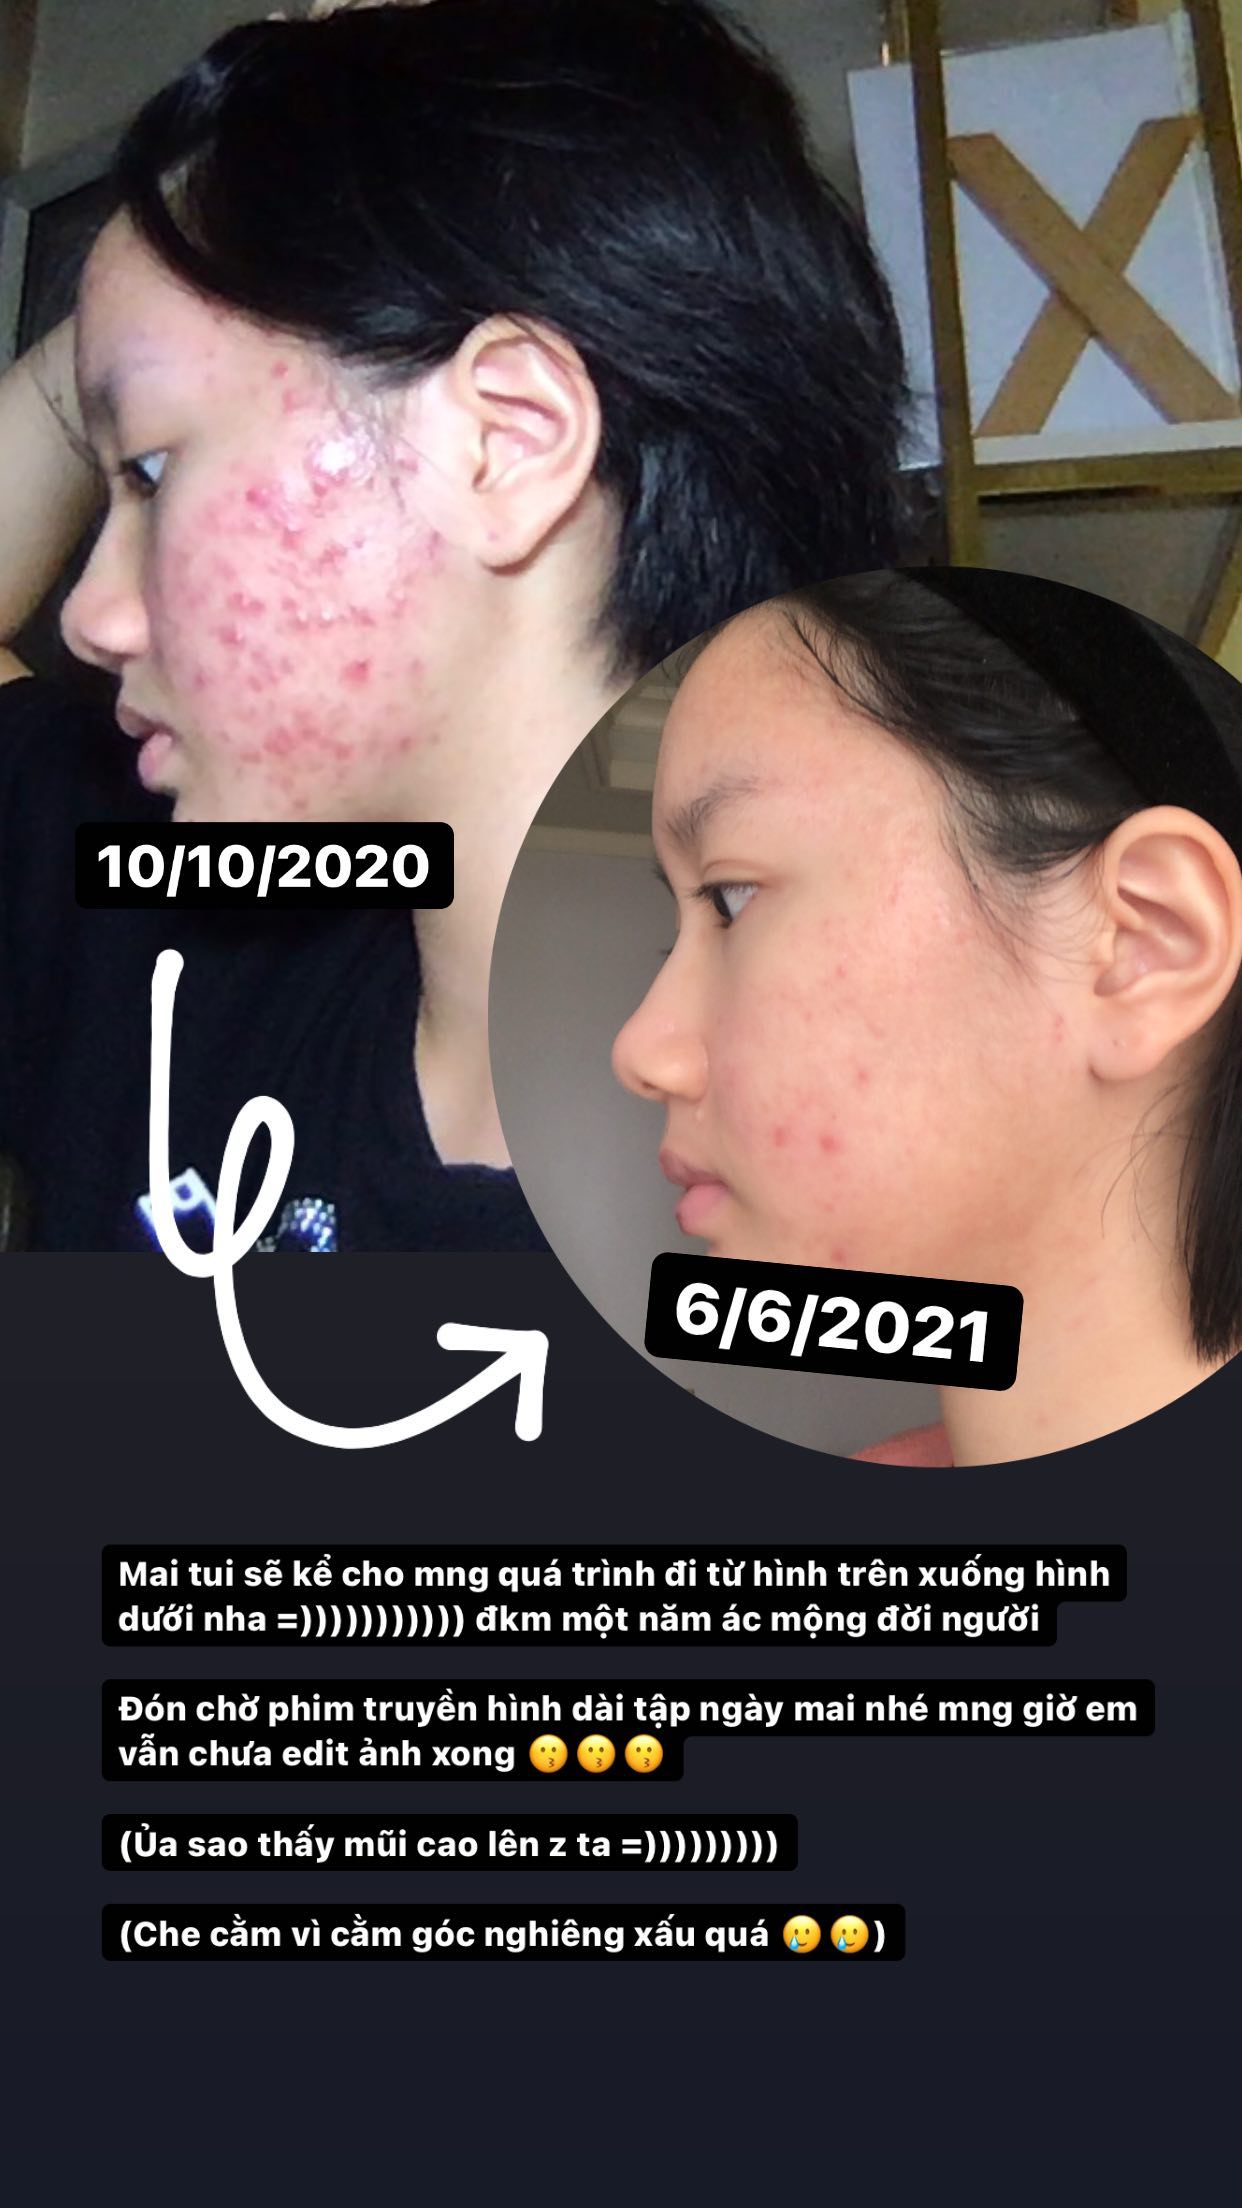 10/10/2020
6/6/2021
Mai tui sẽ kể cho mng quá trình đi từ hình trên xuống hình
dưới nha =))))))))))) đkm một năm ác mộng đời người
Đón chờ phim truyền hình dài tập ngày mai nhé mng giờ em
vẫn chưa edit ảnh xong 😗😗😗
(Ủa sao thấy mũi cao lên z ta =)))))))))
(Che cằm vì cằm góc nghiêng xấu quá 🥲🥲)